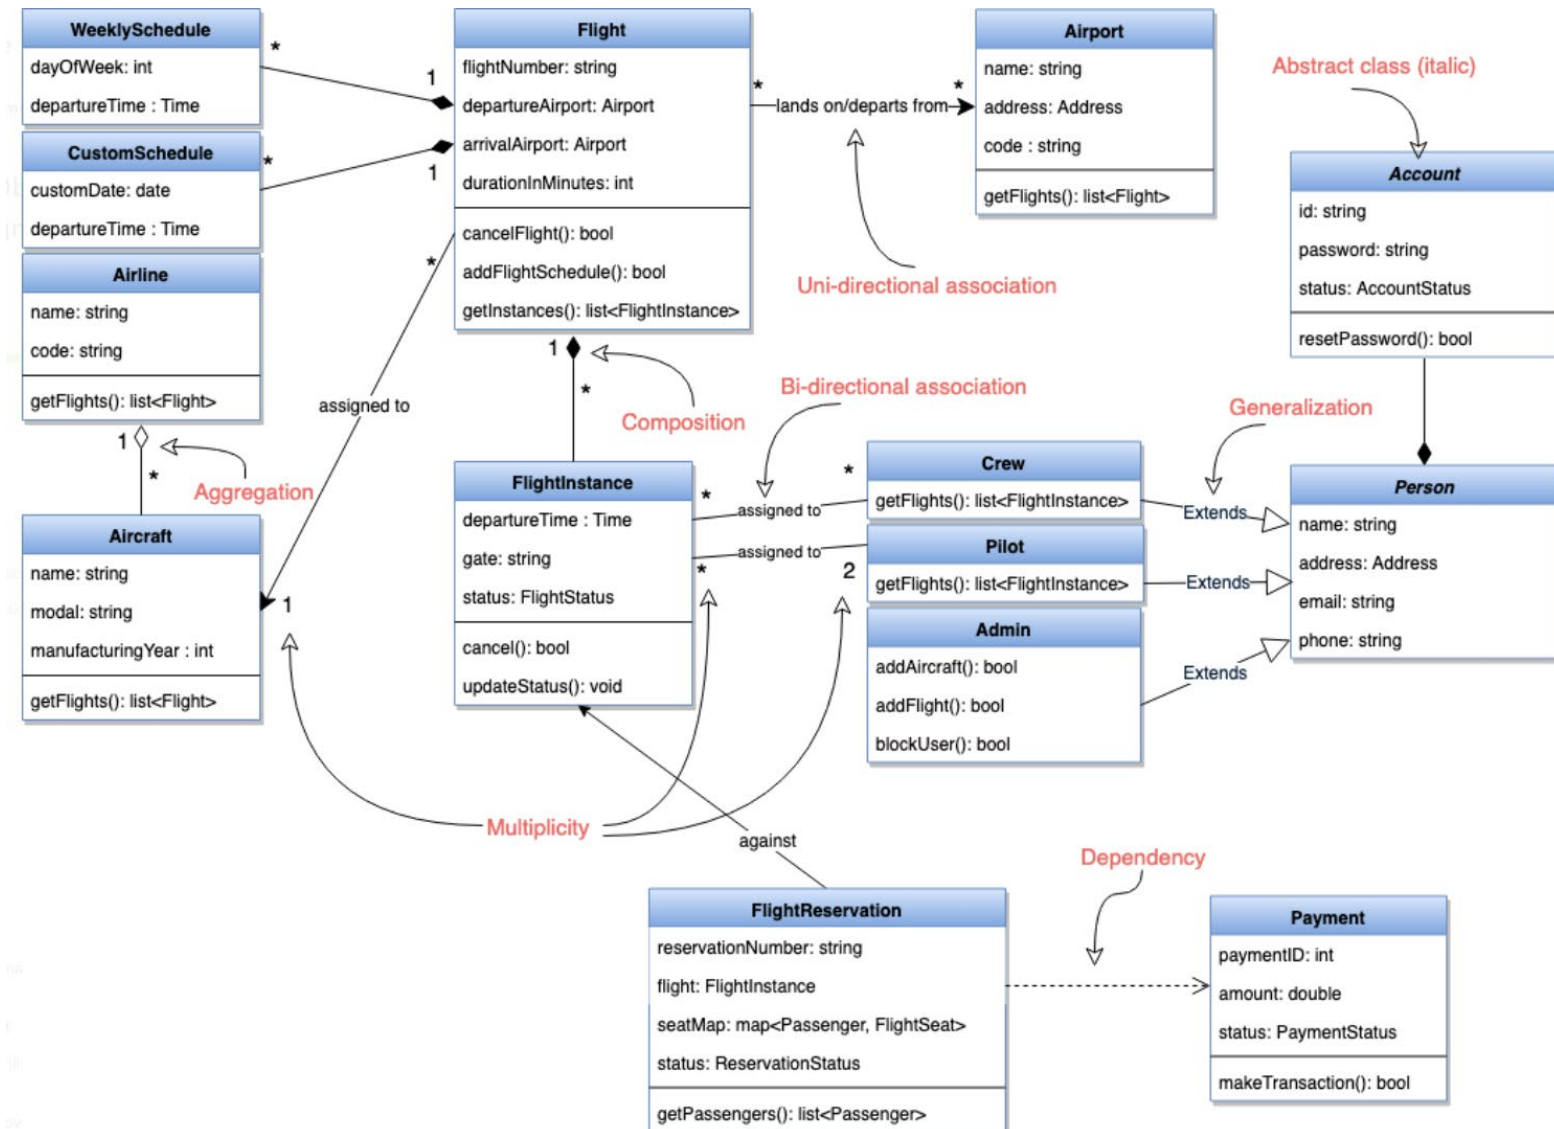 WeeklySchedule
dayOfWeek: int
departureTime : Time
*
1
CustomSchedule
customDate: date
departureTime : Time
*
1
Flight
flightNumber: string
departureAirport: Airport
arrivalAirport: Airport
durationInMinutes: int
cancelFlight(): bool
addFlightSchedule(): bool
getInstances(): list<FlightInstance>
*
lands on/departs from
*
Airport
name: string
address: Address
code : string
getFlights(): list<Flight>
Uni-directional association
Abstract class (italic)
Account
id: string
password: string
status: AccountStatus
resetPassword(): bool
Airline
name: string
code: string
getFlights(): list<Flight>
1
*
Aggregation
*
assigned to
1
Aircraft
name: string
modal: string
manufacturingYear : int
getFlights(): list<Flight>
1
*
Composition
FlightInstance
departureTime : Time
gate: string
status: FlightStatus
cancel(): bool
updateStatus(): void
Bi-directional association
*
assigned to
*
*
assigned to
2
Crew
getFlights(): list<FlightInstance>
Pilot
getFlights(): list<FlightInstance>
Admin
addAircraft(): bool
addFlight(): bool
blockUser(): bool
Generalization
Extends
Extends
Extends
Person
name: string
address: Address
email: string
phone: string
Multiplicity
against
Dependency
FlightReservation
reservationNumber: string
flight: FlightInstance
seatMap: map<Passenger, FlightSeat>
status: ReservationStatus
getPassengers(): list<Passenger>
Payment
paymentID: int
amount: double
status: PaymentStatus
makeTransaction(): bool